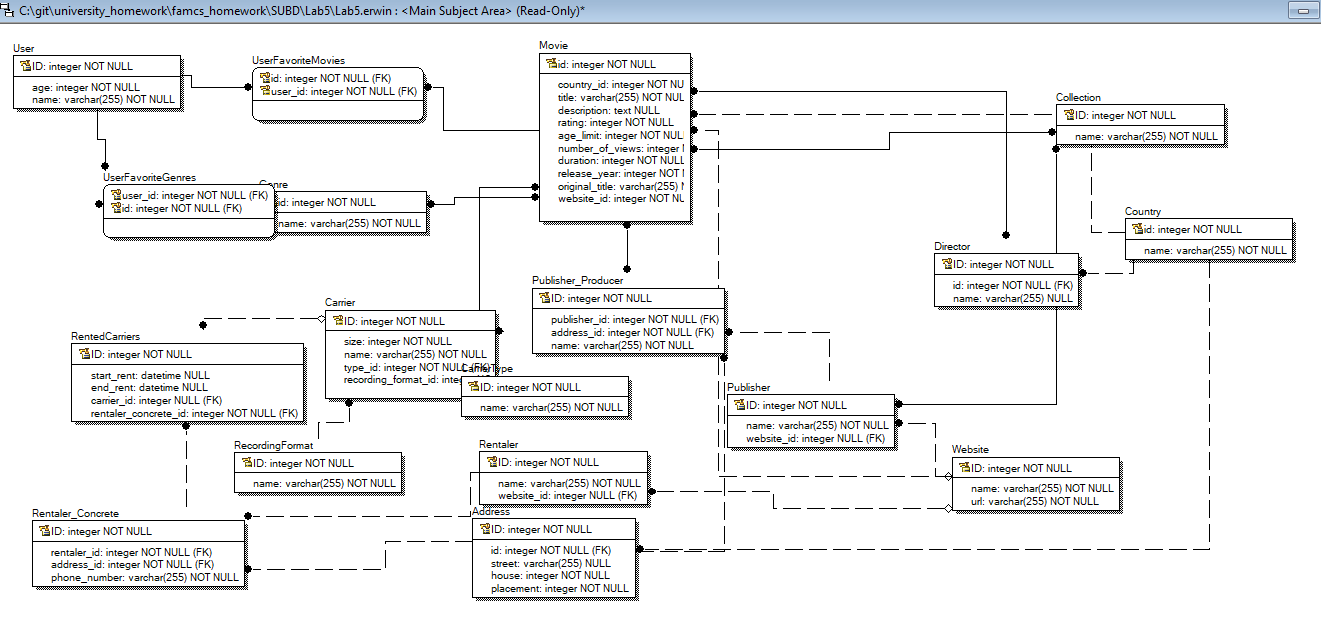 C:\git\university_homework\famcs_homework\SUBD\Lab5\Lab5.erwin : <Main Subject Area> (Read-Only)*
User
ID: integer NOT NULL
age: integer NOT NULL
name: varchar(255) NOT NULL
UserFavoriteMovies
id: integer NOT NULL (FK)
user_id: integer NOT NULL (FK)
Movie
id: integer NOT NULL
country_id: integer NOT NU
title: varchar(255) NOT NUL
description: text NULL
rating: integer NOT NULL
age_limit: integer NOT NUL
number_of_views: integer
duration: integer NOT NULL
release_year: integer NOT
original_title: varchar(255)
website_id: integer NOT NU
Collection
ID: integer NOT NULL
name: varchar(255) NOT NULL
UserFavoriteGenres
user_id: integer NOT NULL (FK)
id: integer NOT NULL (FK)
Genre
id: integer NOT NULL
name: varchar(255) NOT NULL
Country
id: integer NOT NULL
name: varchar(255) NOT NULL
Director
ID: integer NOT NULL
id: integer NOT NULL (FK)
name: varchar(255) NOT NULL
Publisher_Producer
ID: integer NOT NULL
publisher_id: integer NOT NULL (FK)
address_id: integer NOT NULL (FK)
name: varchar(255) NOT NULL
Carrier
ID: integer NOT NULL
size: integer NOT NULL
name: varchar(255) NOT NULL
type_id: integer NOT NULL (FK)
recording_format_id: integ
RentedCarriers
ID: integer NOT NULL
start_rent: datetime NULL
end_rent: datetime NULL
carrier_id: integer NULL (FK)
rentaler_concrete_id: integer NOT NULL (FK)
CarrierType
ID: integer NOT NULL
name: varchar(255) NOT NULL
Publisher
ID: integer NOT NULL
name: varchar(255) NOT NULL
website_id: integer NULL (FK)
RecordingFormat
ID: integer NOT NULL
name: varchar(255) NOT NULL
Rentaler
ID: integer NOT NULL
name: varchar(255) NOT NULL
website_id: integer NULL (FK)
Website
ID: integer NOT NULL
name: varchar(255) NOT NULL
url: varchar(255) NOT NULL
Rentaler_Concrete
ID: integer NOT NULL
rentaler_id: integer NOT NULL (FK)
address_id: integer NOT NULL (FK)
phone_number: varchar(255) NOT NULL
Address
ID: integer NOT NULL
id: integer NOT NULL (FK)
street: varchar(255) NULL
house: integer NOT NULL
placement: integer NOT NULL